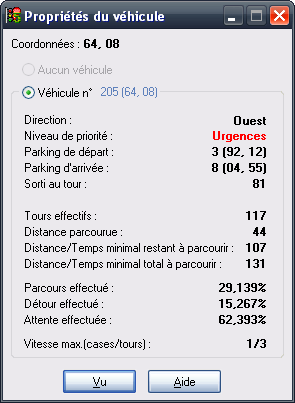 Propriétés du véhicule
Coordonnées : 64, 08
Aucun véhicule
Véhicule n° 205 (64, 08)
Direction : Ouest
Niveau de priorité : Urgences
Parking de départ : 3 (92, 12)
Parking d'arrivée : 8 (04, 55)
Sorti au tour : 81
Tours effectifs : 117
Distance parcourue : 44
Distance/Temps minimal restant à parcourir : 107
Distance/Temps minimal total à parcourir : 131
Parcours effectué : 29,139%
Détour effectué : 15,267%
Attente effectuée : 62,393%
Vitesse max.(cases/tours) : 1/3
Vu Aide